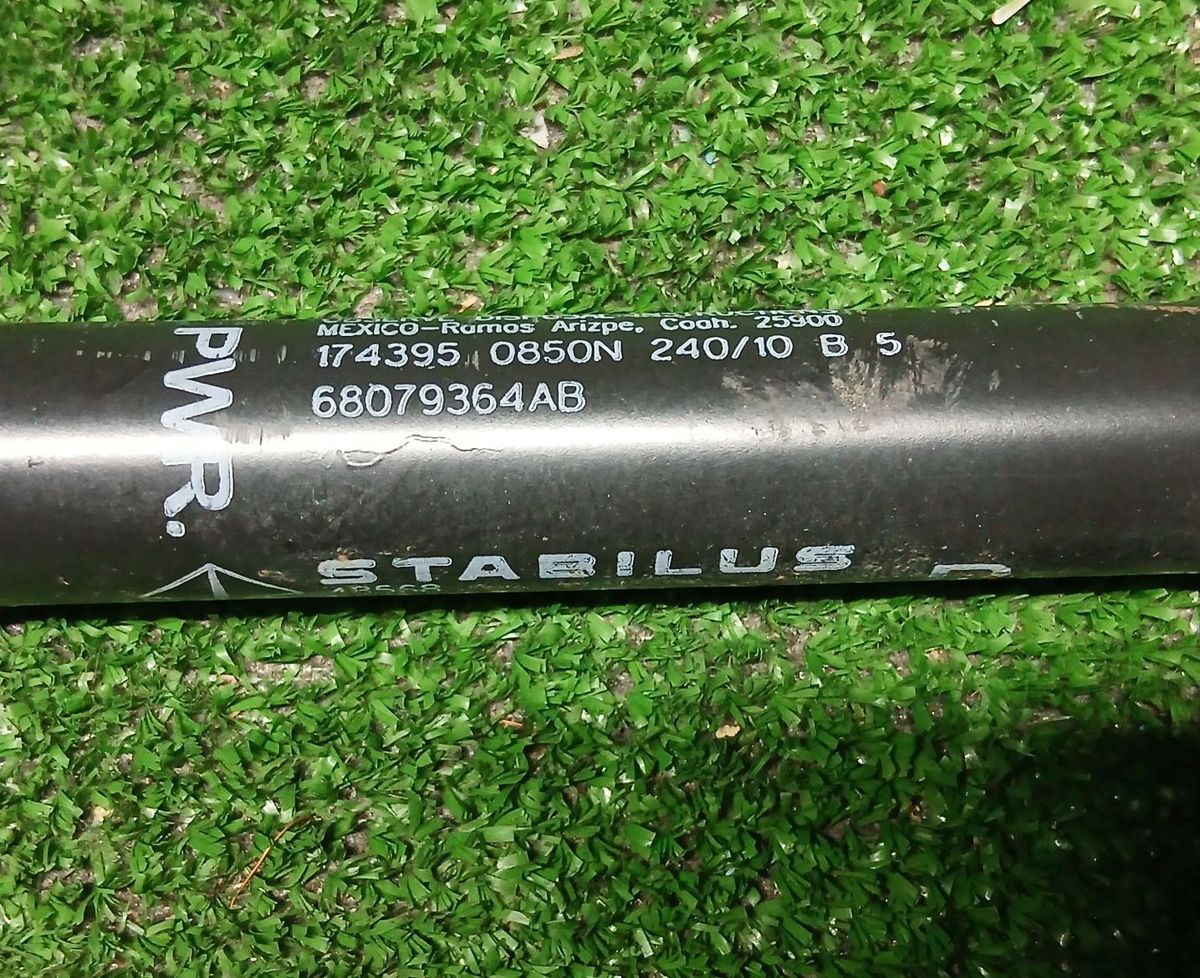 MEXICO-Ramos Arizpe, Coah. 25900
174395 0850N 240/10 B 5
68079364AB
PWR.
STABILUS